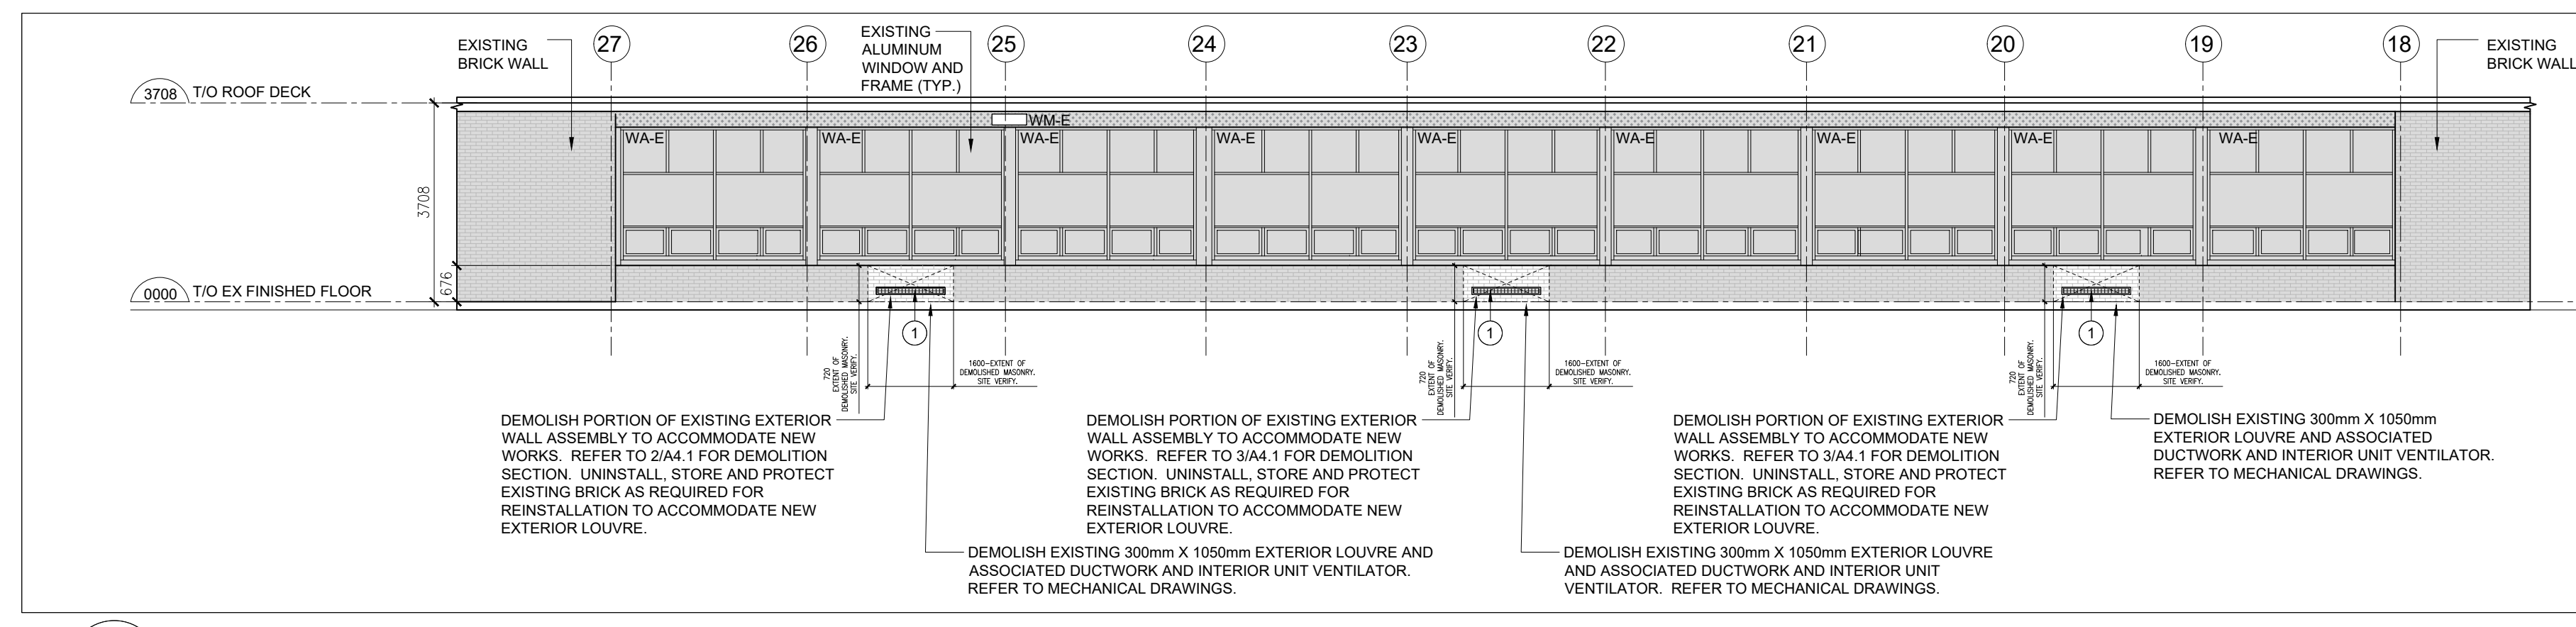 EXISTING
BRICK WALL
27
26
EXISTING
ALUMINUM
WINDOW AND
FRAME (TYP.)
25
24
23
22
21
20
19
18
EXISTING
BRICK WALL
3708
T/O ROOF DECK
WM-E
WA-E
WA-E
WA-E
WA-E
WA-E
WA-E
WA-E
WA-E
WA-E
3708
676
0000
T/O EX FINISHED FLOOR
1
1
1
720
EXTENT OF
DEMOLISHED MASONRY.
SITE VERIFY.
1600-EXTENT OF
DEMOLISHED MASONRY.
SITE VERIFY.
720
EXTENT OF
DEMOLISHED MASONRY.
SITE VERIFY.
1600-EXTENT OF
DEMOLISHED MASONRY.
SITE VERIFY.
720
EXTENT OF
DEMOLISHED MASONRY.
SITE VERIFY.
1600-EXTENT OF
DEMOLISHED MASONRY.
SITE VERIFY.
DEMOLISH PORTION OF EXISTING EXTERIOR
WALL ASSEMBLY TO ACCOMMODATE NEW
WORKS. REFER TO 2/A4.1 FOR DEMOLITION
SECTION. UNINSTALL, STORE AND PROTECT
EXISTING BRICK AS REQUIRED FOR
REINSTALLATION TO ACCOMMODATE NEW
EXTERIOR LOUVRE.
DEMOLISH PORTION OF EXISTING EXTERIOR
WALL ASSEMBLY TO ACCOMMODATE NEW
WORKS. REFER TO 3/A4.1 FOR DEMOLITION
SECTION. UNINSTALL, STORE AND PROTECT
EXISTING BRICK AS REQUIRED FOR
REINSTALLATION TO ACCOMMODATE NEW
EXTERIOR LOUVRE.
DEMOLISH PORTION OF EXISTING EXTERIOR
WALL ASSEMBLY TO ACCOMMODATE NEW
WORKS. REFER TO 3/A4.1 FOR DEMOLITION
SECTION. UNINSTALL, STORE AND PROTECT
EXISTING BRICK AS REQUIRED FOR
REINSTALLATION TO ACCOMMODATE NEW
EXTERIOR LOUVRE.
DEMOLISH EXISTING 300mm X 1050mm
EXTERIOR LOUVRE AND ASSOCIATED
DUCTWORK AND INTERIOR UNIT VENTILATOR.
REFER TO MECHANICAL DRAWINGS.
DEMOLISH EXISTING 300mm X 1050mm EXTERIOR LOUVRE AND
ASSOCIATED DUCTWORK AND INTERIOR UNIT VENTILATOR.
REFER TO MECHANICAL DRAWINGS.
DEMOLISH EXISTING 300mm X 1050mm EXTERIOR LOUVRE
AND ASSOCIATED DUCTWORK AND INTERIOR UNIT
VENTILATOR. REFER TO MECHANICAL DRAWINGS.